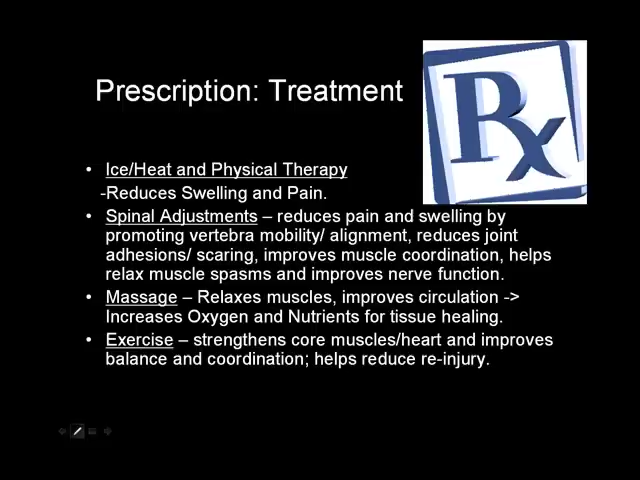 Rx
Prescription: Treatment
• Ice/Heat and Physical Therapy
-Reduces Swelling and Pain.
• Spinal Adjustments – reduces pain and swelling by
promoting vertebra mobility/ alignment, reduces joint
adhesions/ scaring, improves muscle coordination, helps
relax muscle spasms and improves nerve function.
• Massage – Relaxes muscles, improves circulation ->
Increases Oxygen and Nutrients for tissue healing.
• Exercise – strengthens core muscles/heart and improves
balance and coordination; helps reduce re-injury.